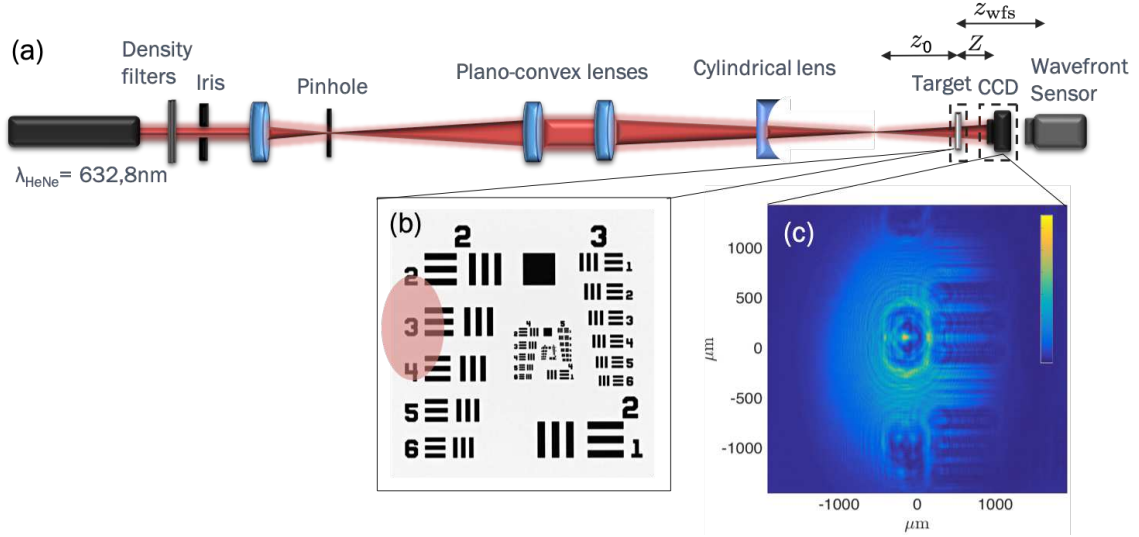 (a)
Density
filters
Iris
Pinhole
Plano-convex lenses
Cylindrical lens
z_wfs
z_0
Z
Target
CCD
Wavefront
Sensor
λHeNe= 632,8nm
(b)
2
3
2
3
4
5
6
1
2
3
4
5
6
2
1
(c)
1000
500
0
-500
-1000
μm
-1000
0
1000
μm